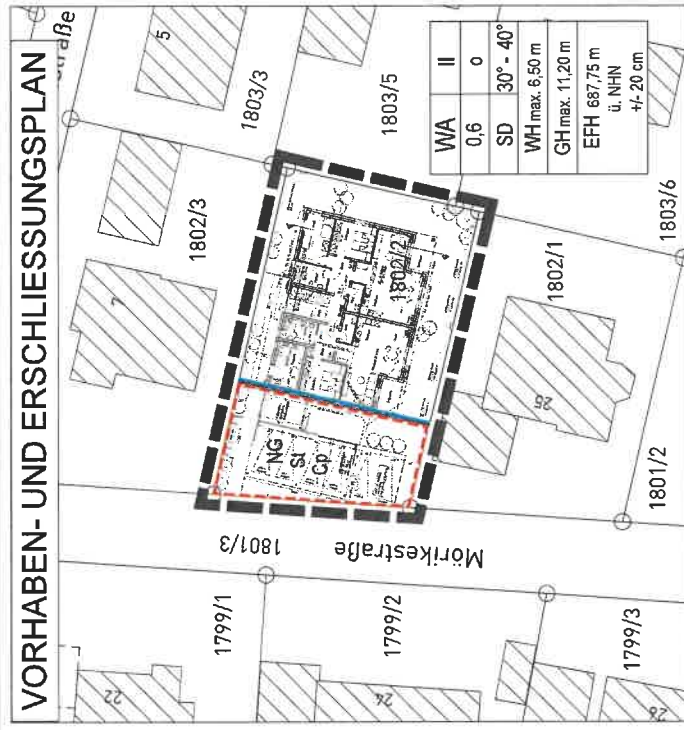 VORHABEN- UND ERSCHLIESSUNGSPLAN
WA II
0,6 o
SD 30° - 40°
WH max. 6,50 m
GH max. 11,20 m
EFH 687,75 m
ü. NHN
+/- 20 cm
straße
5
1803/3
1803/5
1802/3
7
1802/2
1802/1
1803/6
25
1801/2
NG
St
Cp
1801/3
Mörikestraße
1799/1
1799/2
1799/3
22
24
26